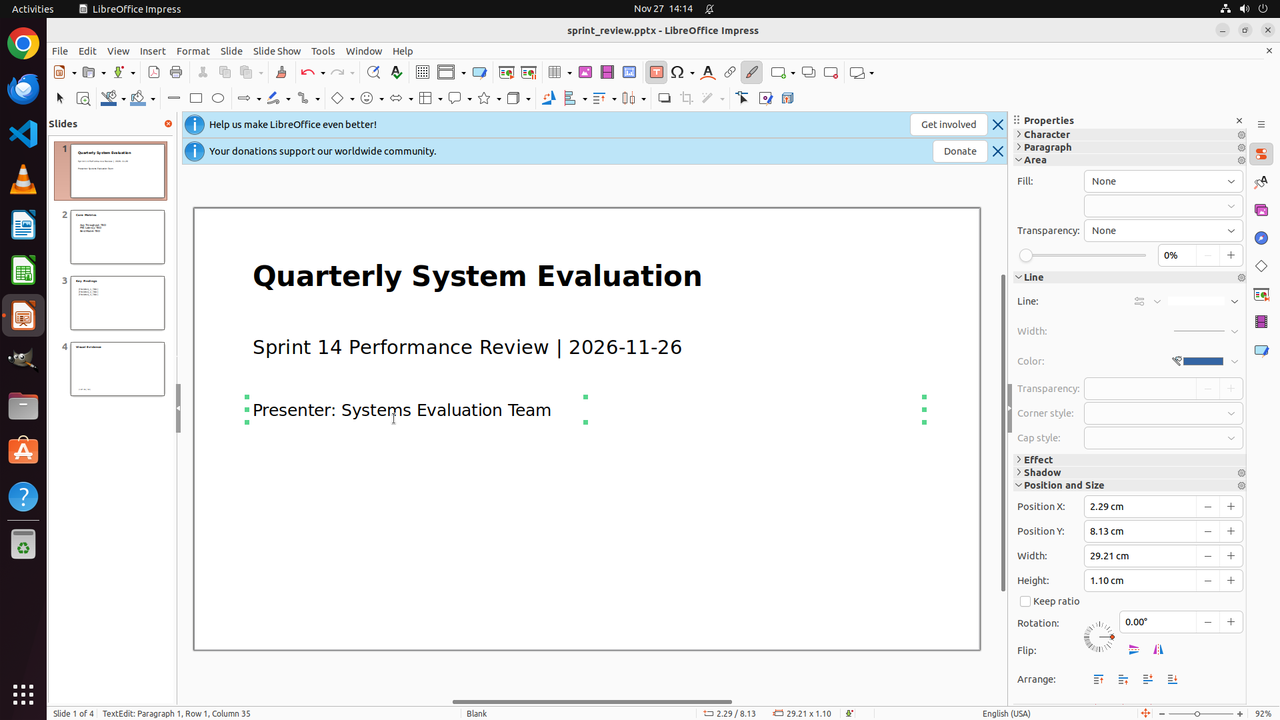 Activities
LibreOffice Impress
Nov 27 14:14
sprint_review.pptx - LibreOffice Impress
File Edit View Insert Format Slide Slide Show Tools Window Help
Slides
Help us make LibreOffice even better!
Get involved
Your donations support our worldwide community.
Donate
1
2
3
4
Quarterly System Evaluation
Sprint 14 Performance Review | 2026-11-26
Presenter: Systems Evaluation Team
Properties
Character
Paragraph
Area
Fill: None
Transparency: None
0%
Line
Line:
Width:
Color:
Transparency:
Corner style:
Cap style:
Effect
Shadow
Position and Size
Position X: 2.29 cm
Position Y: 8.13 cm
Width: 29.21 cm
Height: 1.10 cm
Keep ratio
Rotation: 0.00°
Flip:
Arrange:
Slide 1 of 4
TextEdit: Paragraph 1, Row 1, Column 35
Blank
2.29 / 8.13
29.21 x 1.10
English (USA)
92%